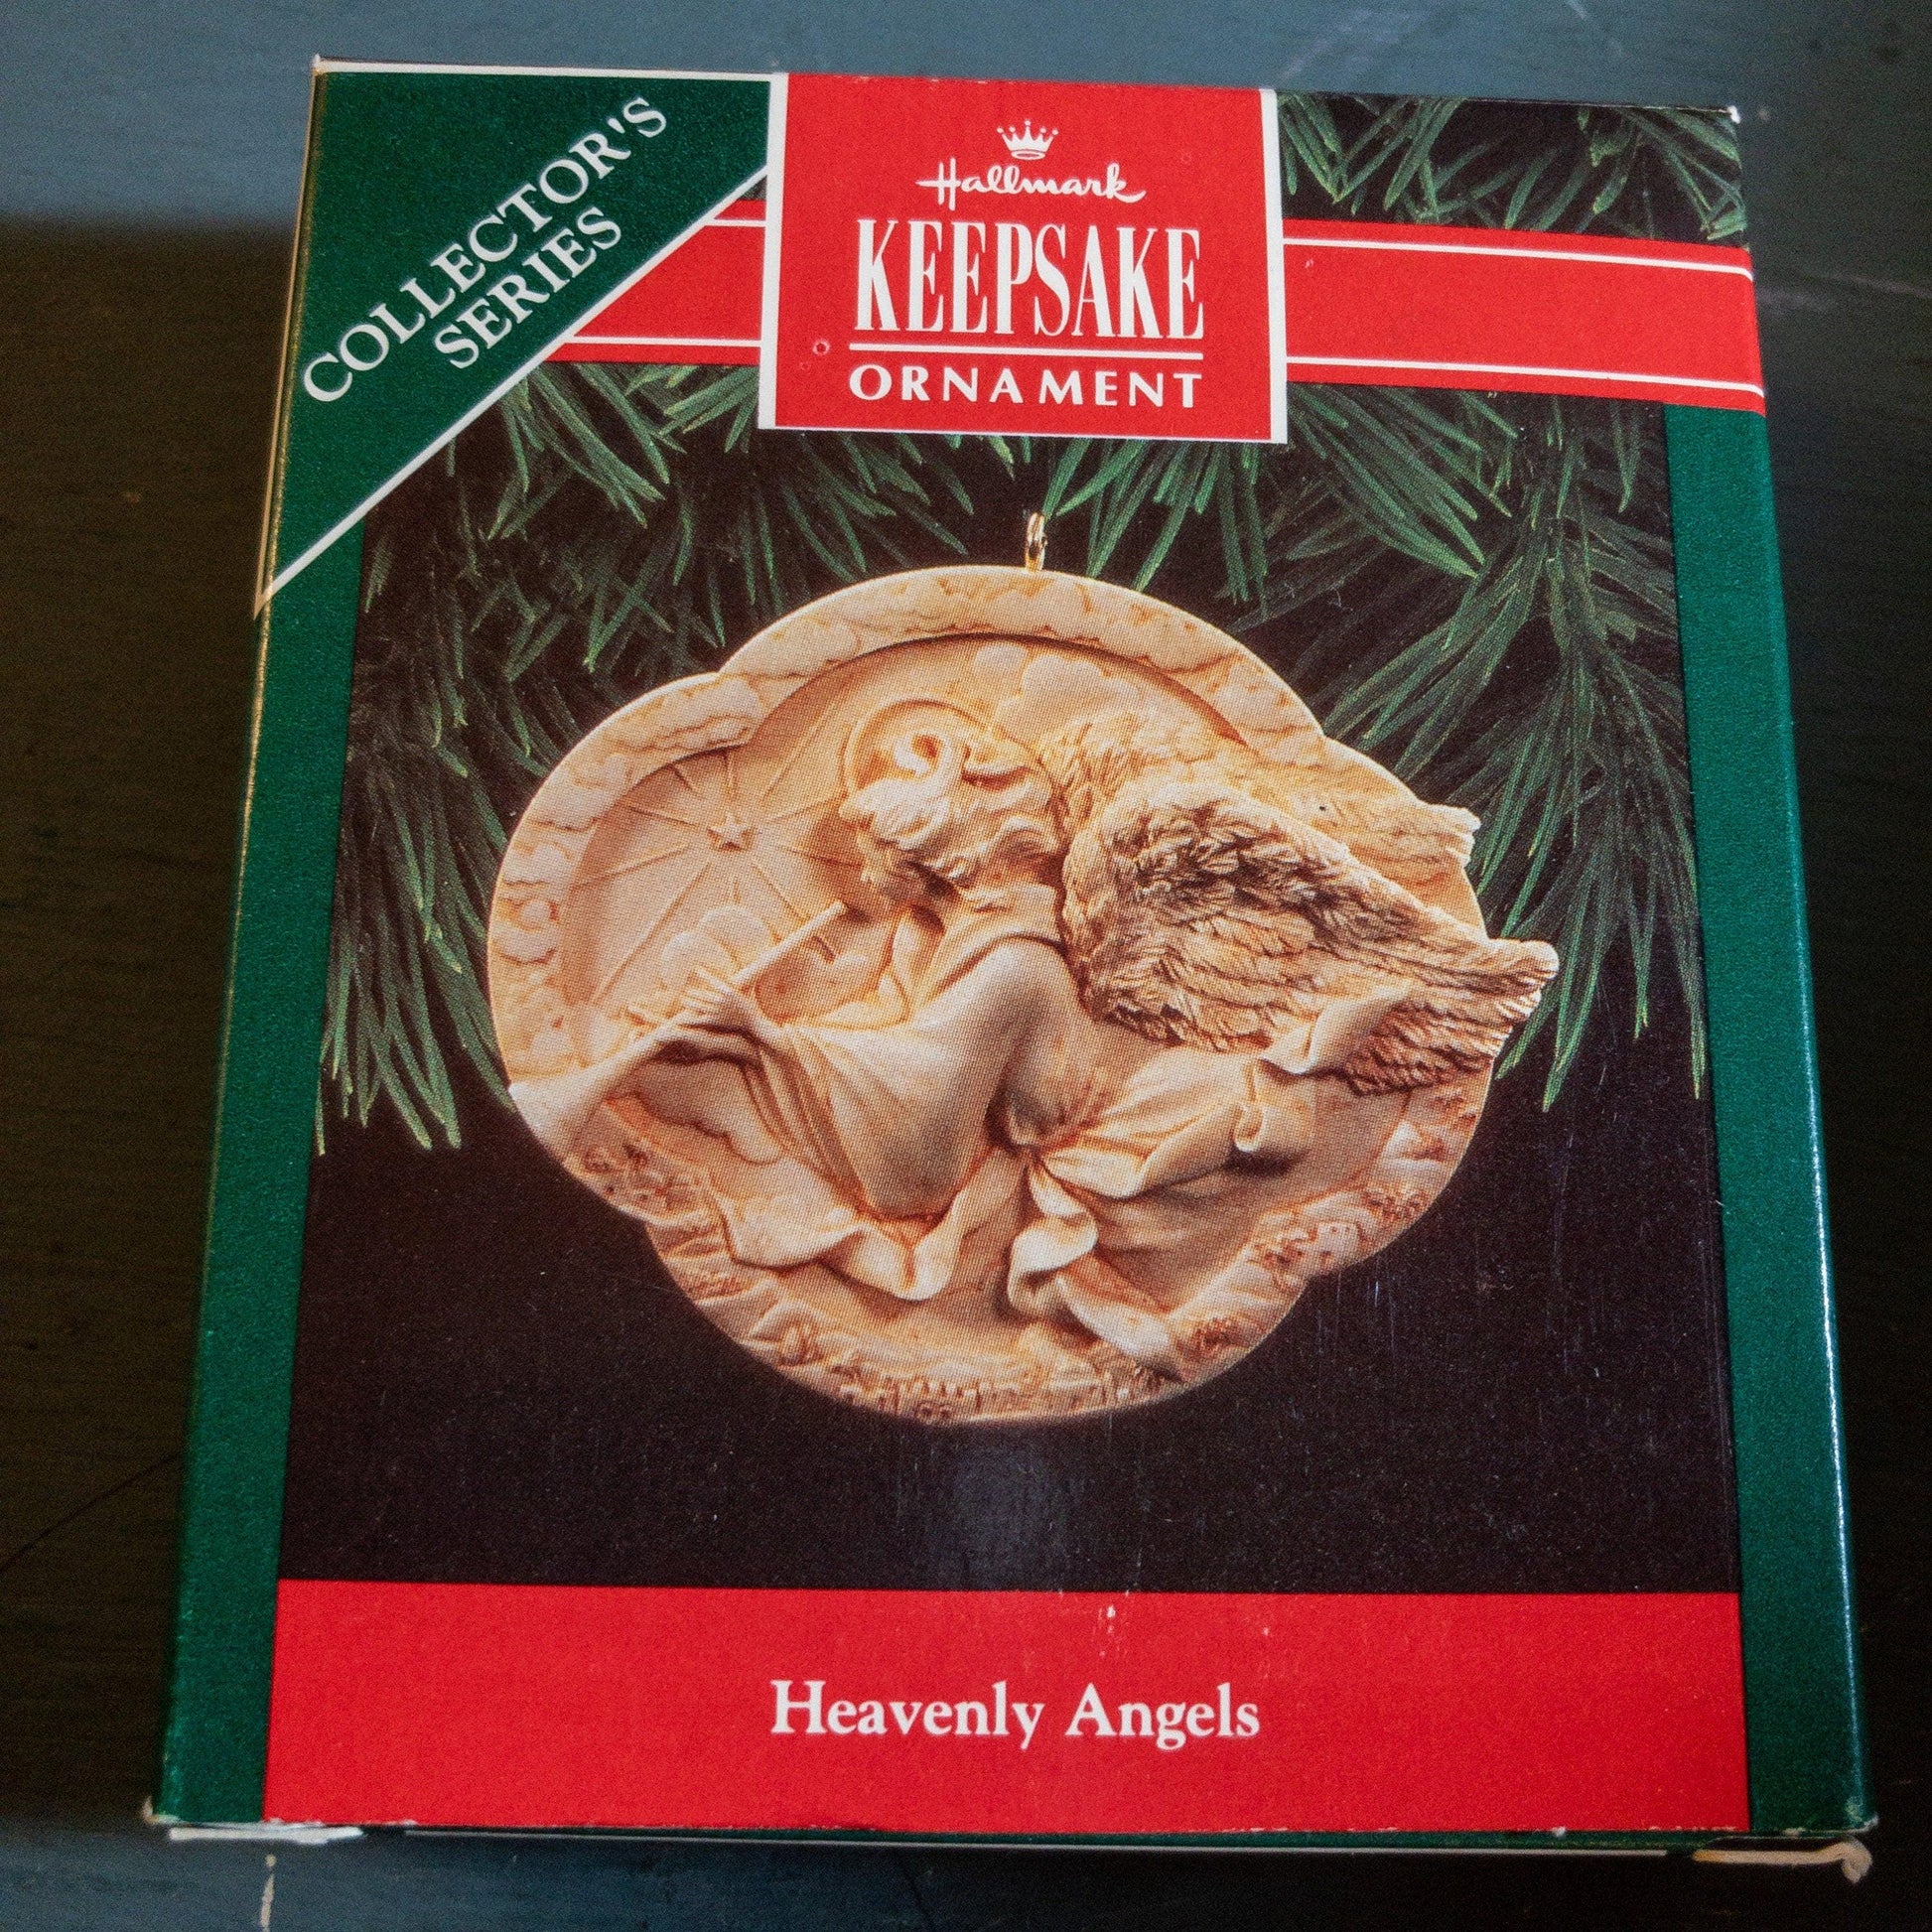 COLLECTOR'S
SERIES
Hallmark
KEEPSAKE
ORNAMENT
Heavenly Angels